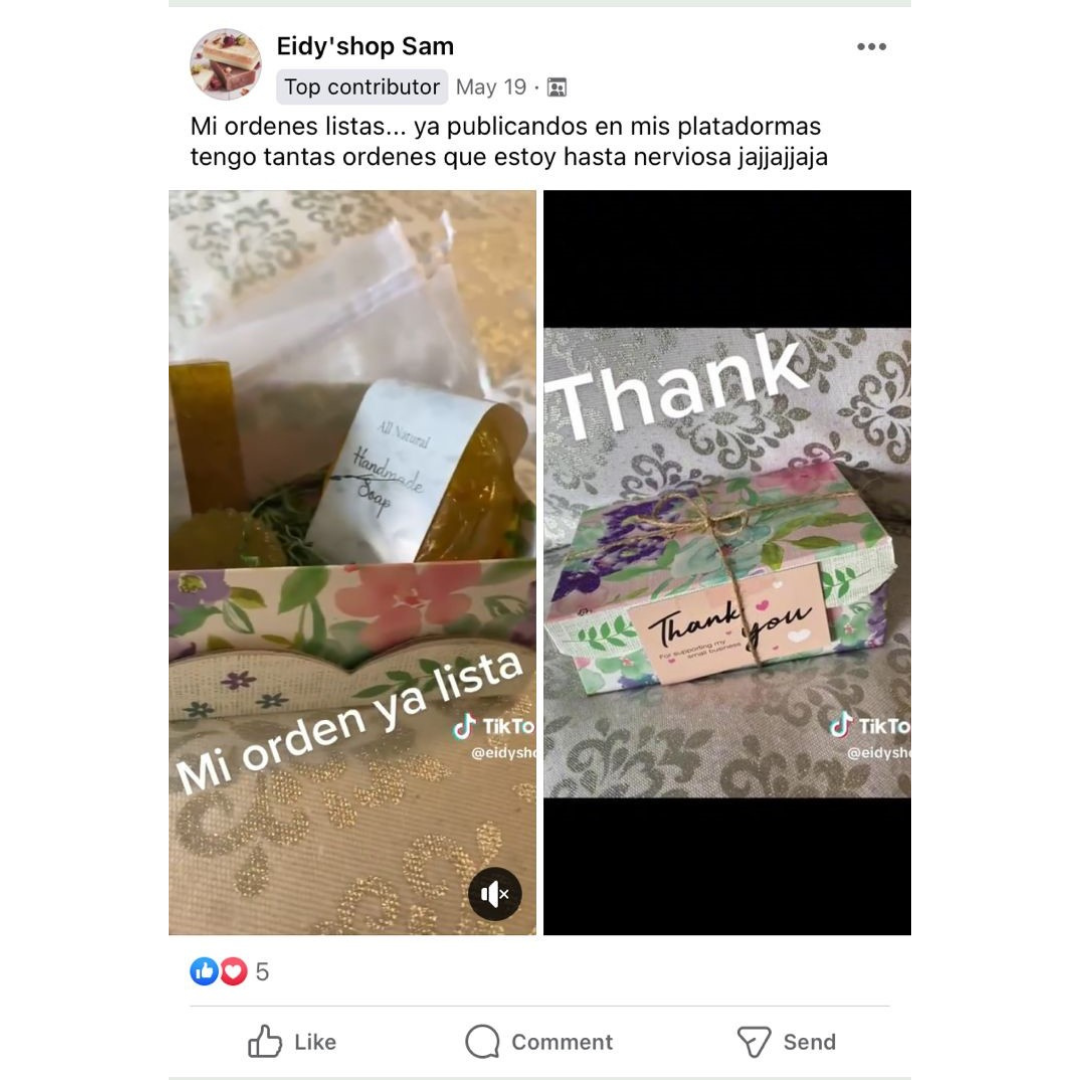 Eidy'shop Sam
Top contributor May 19
Mi ordenes listas... ya publicandos en mis platadormas
tengo tantas ordenes que estoy hasta nerviosa jajjajjaja
All Natural
Handmade
Soap
Mi orden ya lista
TikTo
@eidysh
Thank
Thank you
For supporting my
small business
TikTo
@eidysh
5
Like Comment Send